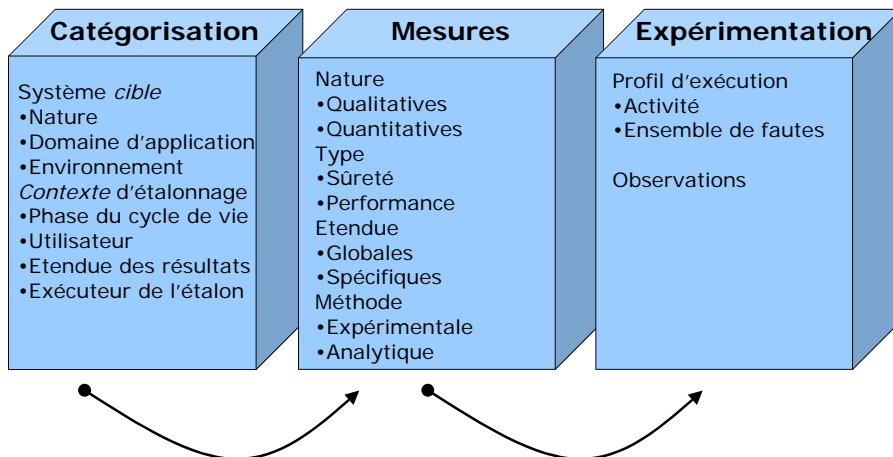 Catégorisation
Système cible
•Nature
•Domaine d'application
•Environnement
Contexte d'étalonnage
•Phase du cycle de vie
•Utilisateur
•Etendue des résultats
•Exécuteur de l'étalon
Mesures
Nature
•Qualitatives
•Quantitatives
Type
•Sûreté
•Performance
Etendue
•Globales
•Spécifiques
Méthode
•Expérimentale
•Analytique
Expérimentation
Profil d'exécution
•Activité
•Ensemble de fautes
Observations